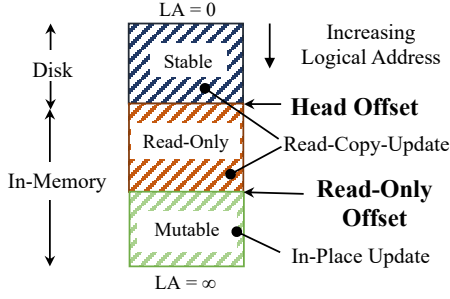 LA = 0
Increasing
Logical Address
Disk
Stable
Head Offset
Read-Only
Read-Copy-Update
In-Memory
Read-Only
Offset
Mutable
In-Place Update
LA = ∞